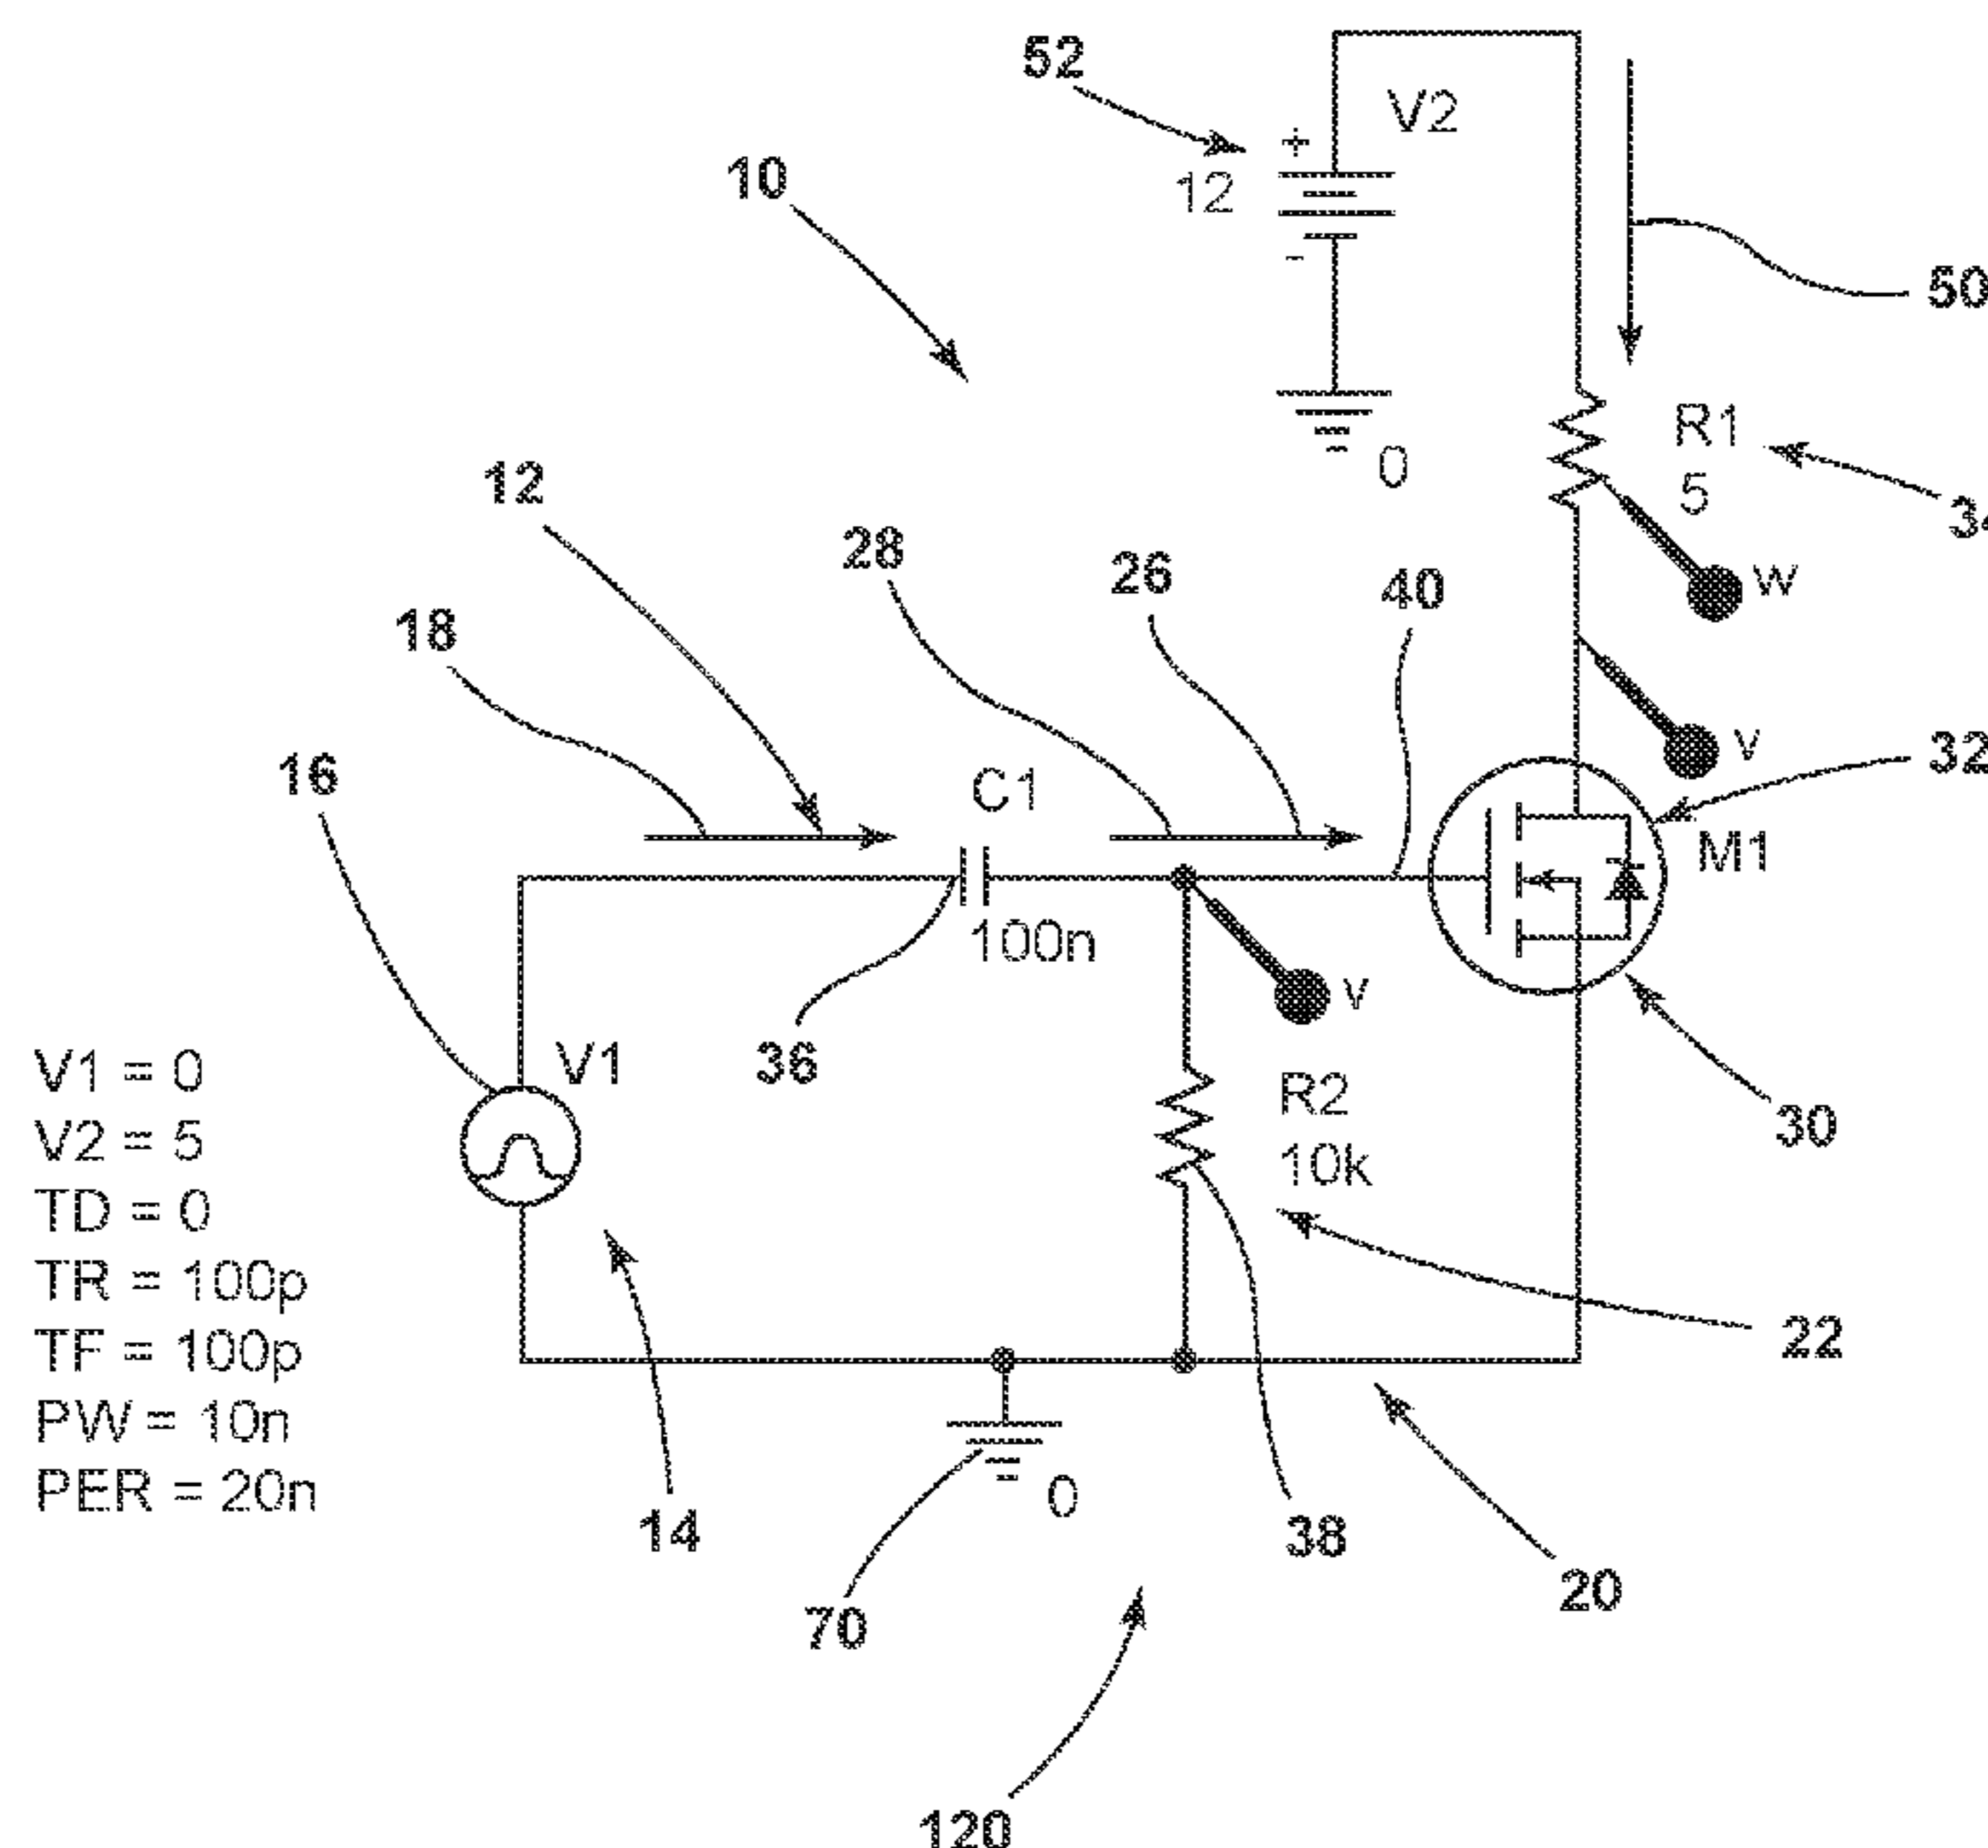 52
V2
+
12
-
10
50
0
R1
5
34
12
28
26
40
W
18
V
32
16
C1
M1
100n
V
36
V1
R2
10k
30
V1 = 0
V2 = 5
TD = 0
TR = 100p
TF = 100p
PW = 10n
PER = 20n
22
14
0
38
20
70
120